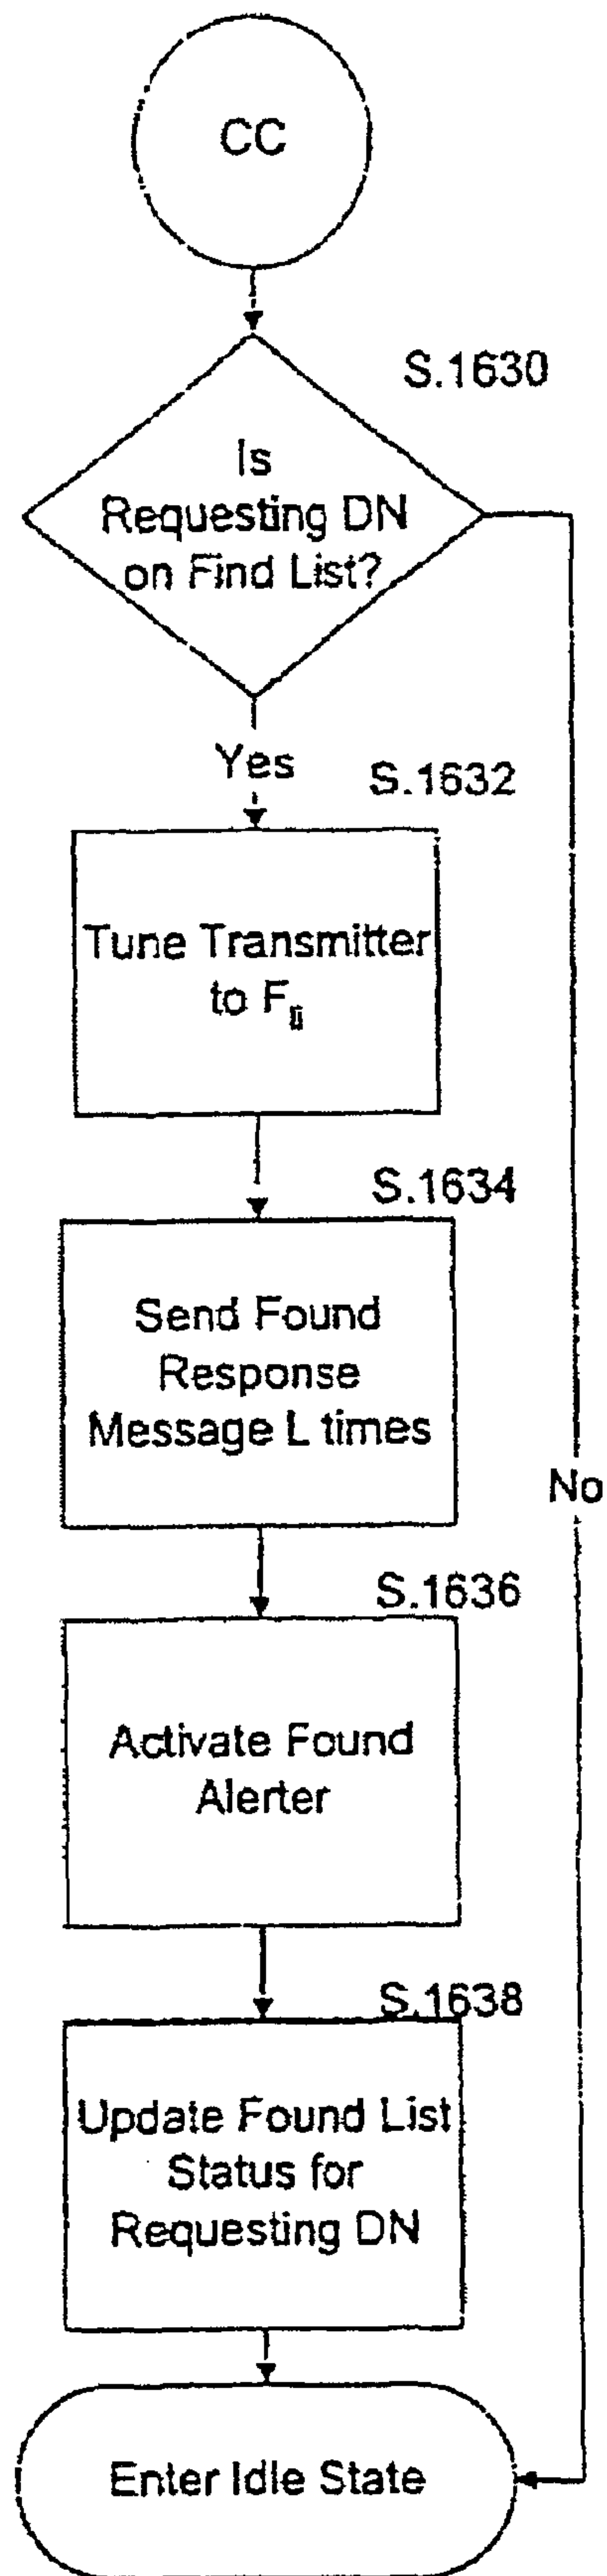 CC
S.1630
Is
Requesting DN
on Find List?
Yes
S.1632
Tune Transmitter
to F
S.1634
Send Found
Response
Message L times
No
S.1636
Activate Found
Alerter
S.1638
Update Found List
Status for
Requesting DN
Enter Idle State